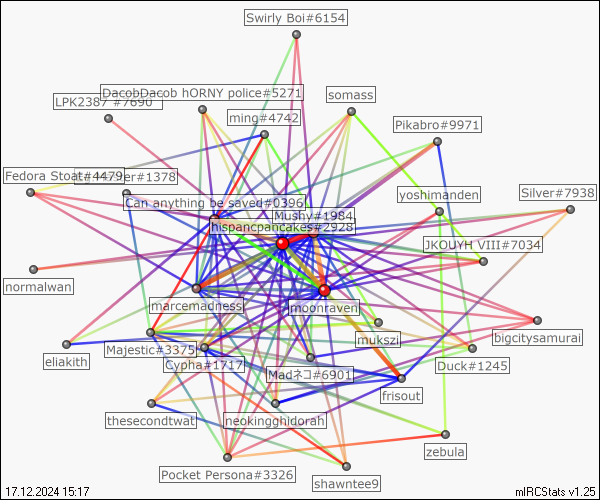 Swirly Boi#6154
DacobDacob hORNY police#5271
LPK2387 #7690
somass
ming#4742
Pikabro#9971
Fedora Stoat#4479
er#1378
Can anything be saved#0396
yoshimanden
Silver#7938
Mushy#1984
hispancpancakes#2928
JKOUYH VIII#7034
normalwan
marcemadness
moonraven
mukszi
bigcitysamurai
Majestic#3375
eliakith
Cypha#1717
Madネコ#6901
Duck#1245
frisout
thesecondtwat
neokingghidorah
zebula
Pocket Persona#3326
shawntee9
17.12.2024 15:17
mIRCStats v1.25